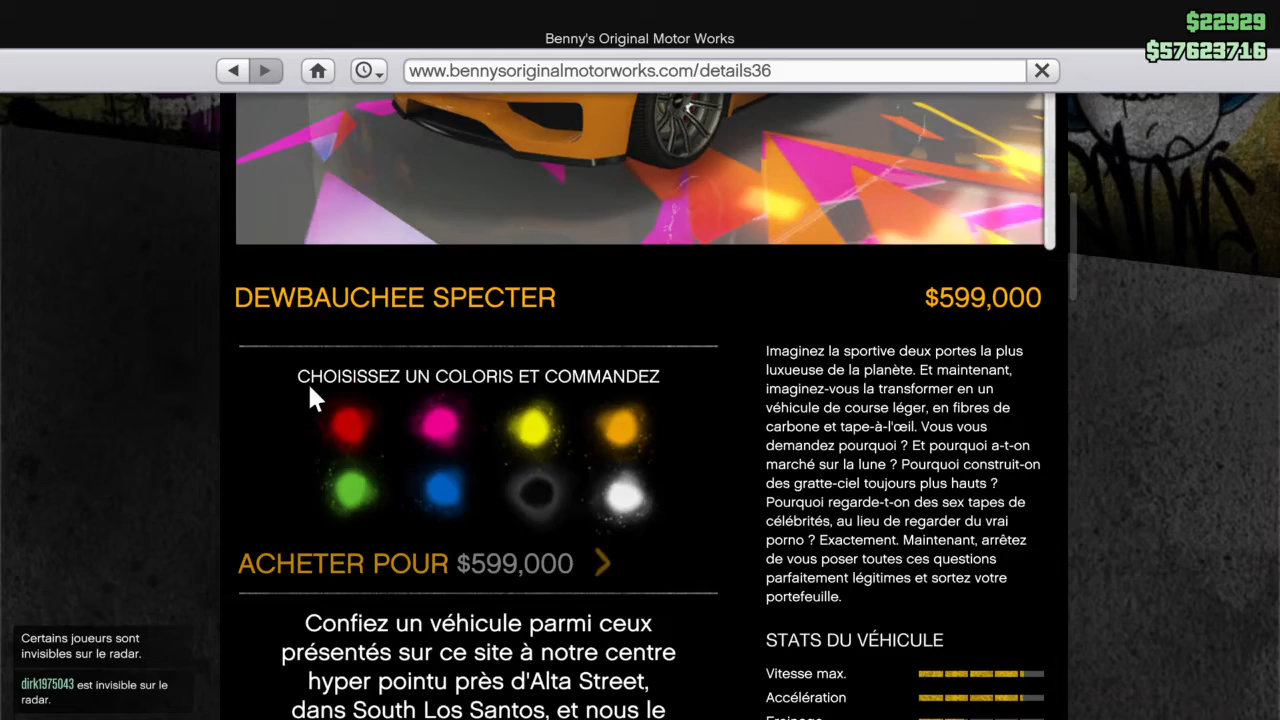 $22929
Benny's Original Motor Works
$57623716
www.bennysoriginalmotorworks.com/details36
DEWBAUCHEE SPECTER
$599,000
CHOISISSEZ UN COLORIS ET COMMANDEZ
ACHETER POUR $599,000
Confiez un véhicule parmi ceux
présentés sur ce site à notre centre
hyper pointu près d'Alta Street,
dans South Los Santos, et nous le
Imaginez la sportive deux portes la plus
luxueuse de la planète. Et maintenant,
imaginez-vous la transformer en un
véhicule de course léger, en fibres de
carbone et tape-à-l'œil. Vous vous
demandez pourquoi ? Et pourquoi a-t-on
marché sur la lune ? Pourquoi construit-on
des gratte-ciel toujours plus hauts ?
Pourquoi regarde-t-on des sex tapes de
célébrités, au lieu de regarder du vrai
porno ? Exactement. Maintenant, arrêtez
de vous poser toutes ces questions
parfaitement légitimes et sortez votre
portefeuille.
STATS DU VÉHICULE
Vitesse max.
Accélération
Freinage
Certains joueurs sont
invisibles sur le radar.
dirk1975043 est invisible sur le
radar.